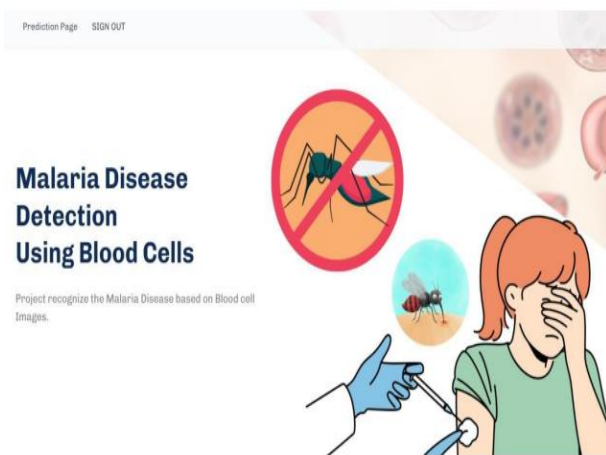 Prediction Page SIGN OUT
Malaria Disease
Detection
Using Blood Cells
Project recognize the Malaria Disease based on Blood cell
Images.